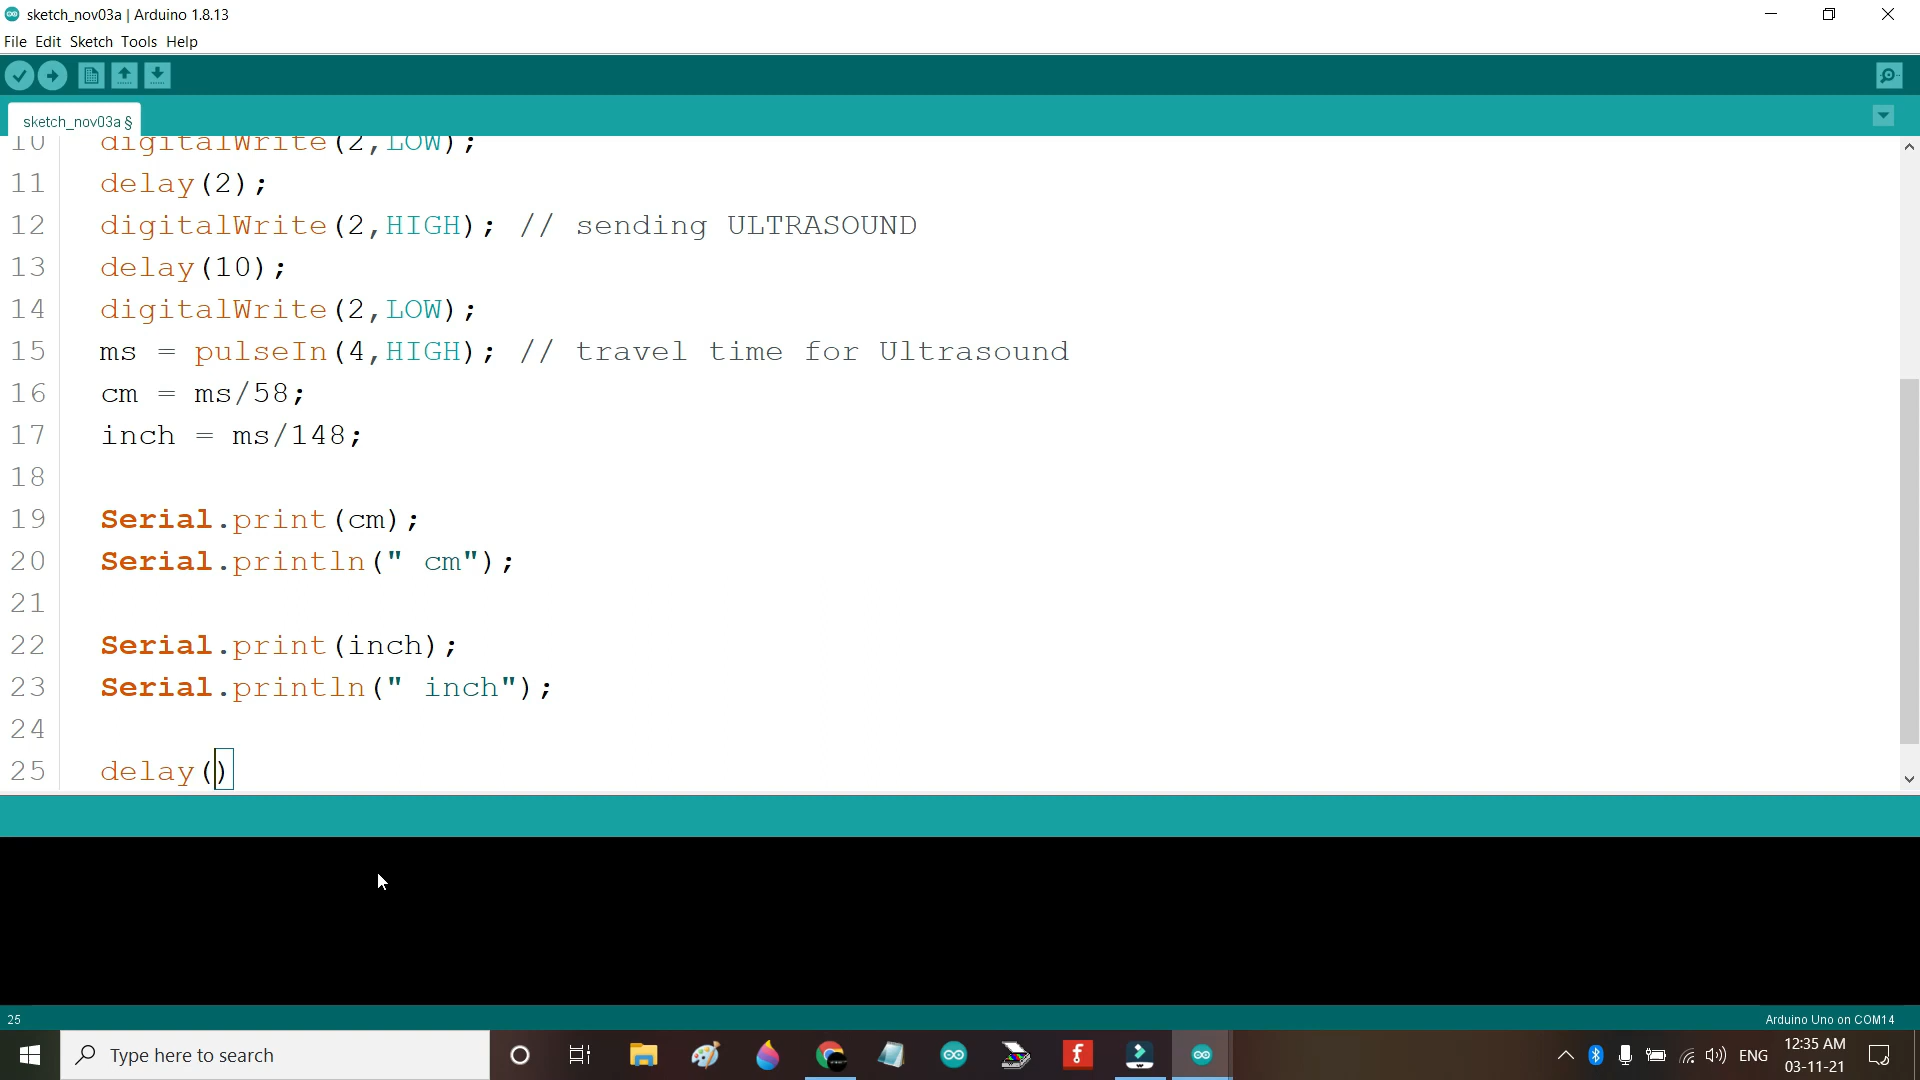 sketch_nov03a | Arduino 1.8.13
File Edit Sketch Tools Help
sketch_nov03a §
10 digitalWrite(2,LOW);
11 delay(2);
12 digitalWrite(2,HIGH); // sending ULTRASOUND
13 delay(10);
14 digitalWrite(2,LOW);
15 ms = pulseIn(4,HIGH); // travel time for Ultrasound
16 cm = ms/58;
17 inch = ms/148;
18
19 Serial.print(cm);
20 Serial.println(" cm");
21
22 Serial.print(inch);
23 Serial.println(" inch");
24
25 delay()
25 Arduino Uno on COM14
Type here to search
ENG
12:35 AM
03-11-21